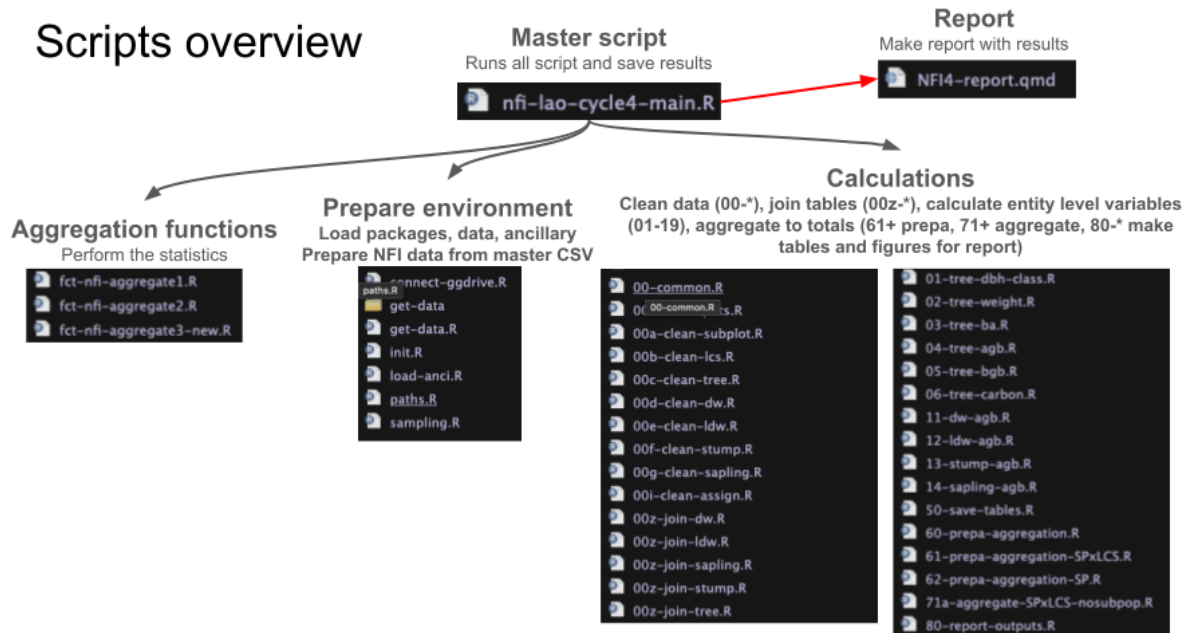 Scripts overview
Master script
Runs all script and save results
nfi-lao-cycle4-main.R
Report
Make report with results
NFI4-report.qmd
Aggregation functions
Perform the statistics
fct-nfi-aggregate1.R
fct-nfi-aggregate2.R
fct-nfi-aggregate3-new.R
Prepare environment
Load packages, data, ancillary
Prepare NFI data from master CSV
connect-ggdrive.R
paths.R
get-data
get-data.R
init.R
load-anci.R
paths.R
sampling.R
Calculations
Clean data (00-*), join tables (00z-*), calculate entity level variables
(01-19), aggregate to totals (61+ prepa, 71+ aggregate, 80-* make
tables and figures for report)
00-common.R
00-common.R
00a-clean-subplot.R
00b-clean-lcs.R
00c-clean-tree.R
00d-clean-dw.R
00e-clean-ldw.R
00f-clean-stump.R
00g-clean-sapling.R
00i-clean-assign.R
00z-join-dw.R
00z-join-ldw.R
00z-join-sapling.R
00z-join-stump.R
00z-join-tree.R
01-tree-dbh-class.R
02-tree-weight.R
03-tree-ba.R
04-tree-agb.R
05-tree-bgb.R
06-tree-carbon.R
11-dw-agb.R
12-ldw-agb.R
13-stump-agb.R
14-sapling-agb.R
50-save-tables.R
60-prepa-aggregation.R
61-prepa-aggregation-SPxLCS.R
62-prepa-aggregation-SP.R
71a-aggregate-SPxLCS-nosubpop.R
80-report-outputs.R